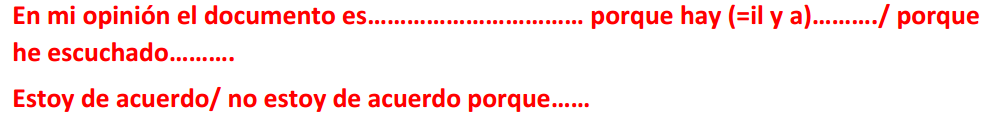 En mi opinión el documento es................................. porque hay (=il y a)........../ porque
he escuchado..........
Estoy de acuerdo/ no estoy de acuerdo porque......